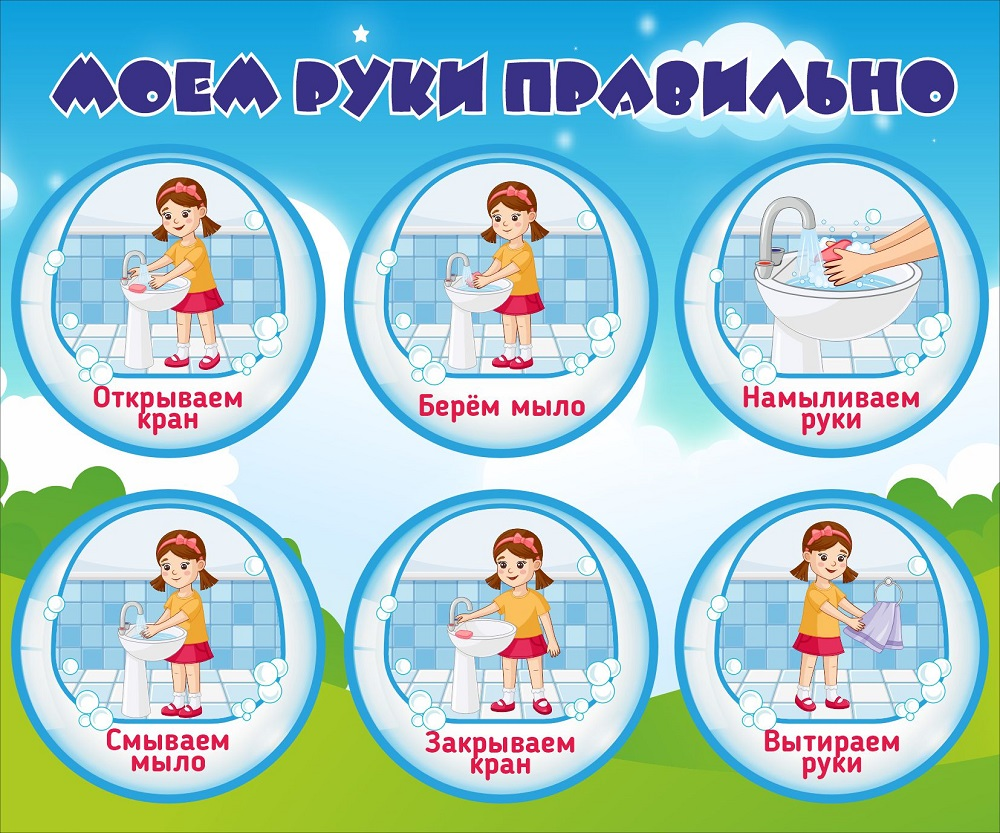 МОЕМ РУКИ ПРАВИЛЬНО
Открываем
кран
Берём мыло
Намыливаем
руки
Смываем
мыло
Закрываем
кран
Вытираем
руки